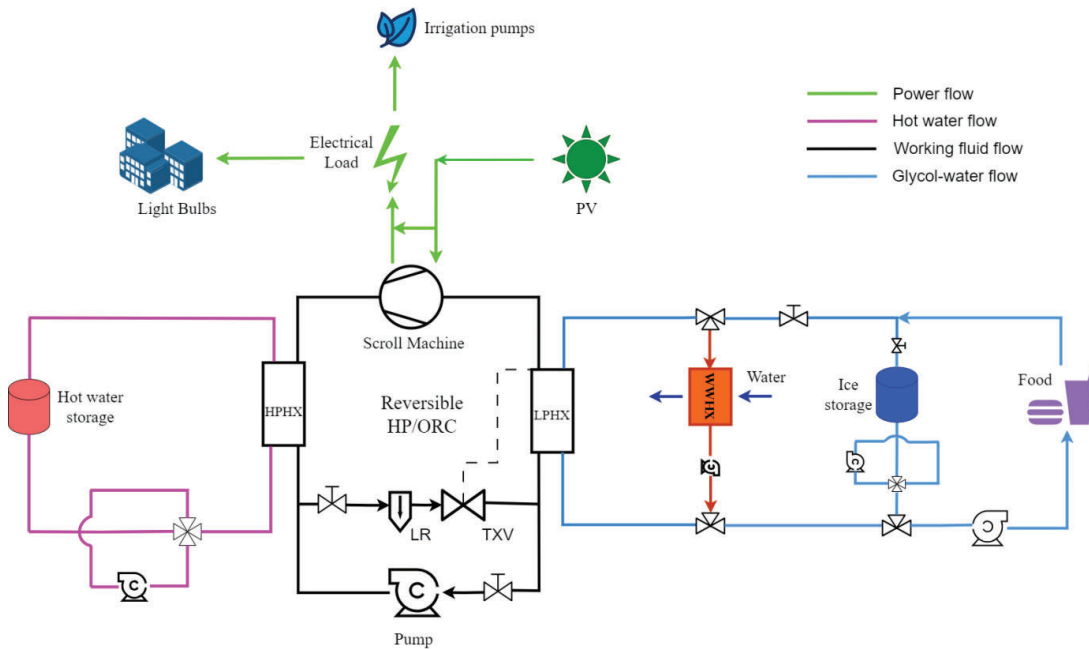 Irrigation pumps
Power flow
Hot water flow
Working fluid flow
Glycol-water flow
Electrical
Load
Light Bulbs
PV
Scroll Machine
Hot water
storage
HPHX
Reversible
HP/ORC
LPHX
WWHX
Water
Ice
storage
Food
LR
TXV
C
C
C
C
C
Pump